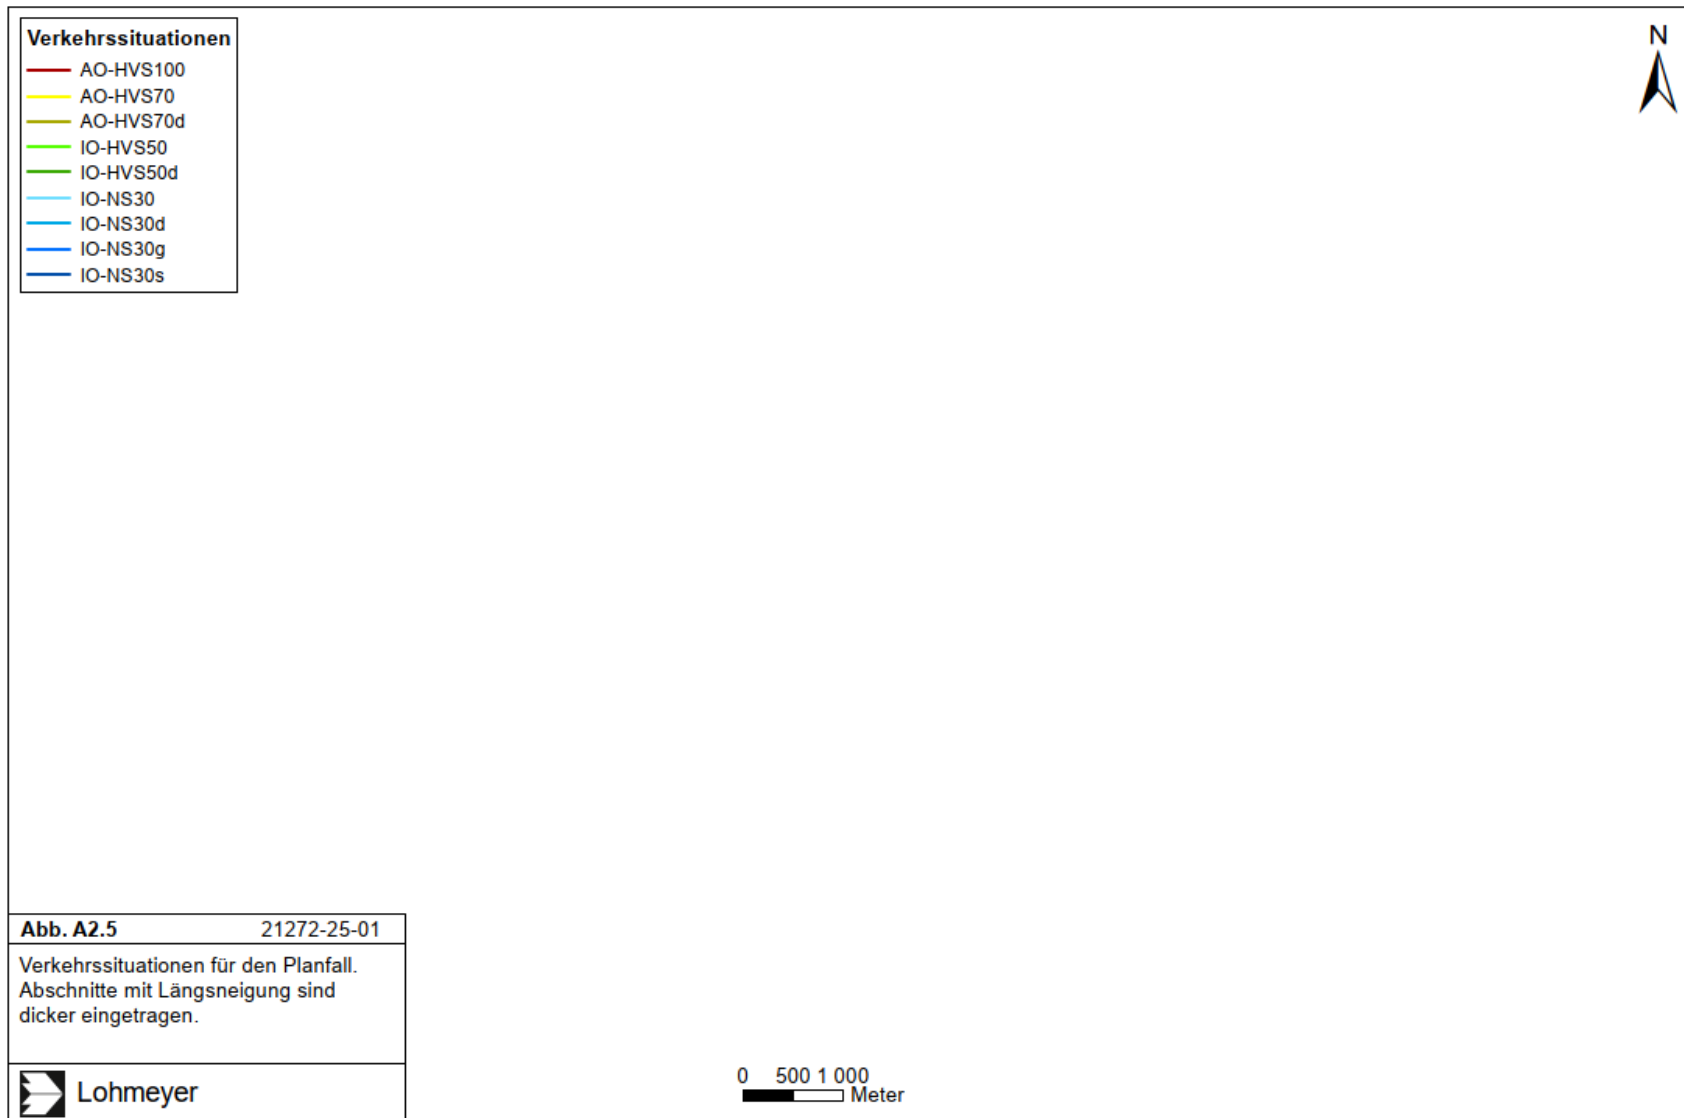 Verkehrssituationen
AO-HVS100
AO-HVS70
AO-HVS70d
IO-HVS50
IO-HVS50d
IO-NS30
IO-NS30d
IO-NS30g
IO-NS30s
N
Abb. A2.5 21272-25-01
Verkehrssituationen für den Planfall.
Abschnitte mit Längsneigung sind
dicker eingetragen.
Lohmeyer
0 500 1 000
Meter